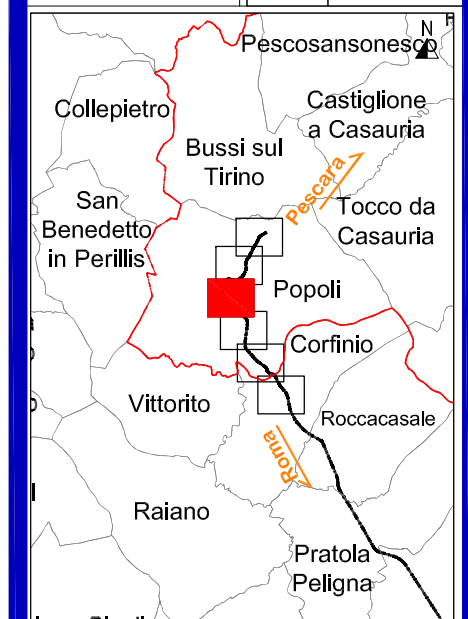 N
Pescosansonesco
Castiglione
a Casauria
Collepietro
Bussi sul
Tirino
Pescara
San
Benedetto
in Perillis
Tocco da
Casauria
Popoli
Corfinio
Vittorito
Roccacasale
Roma
Raiano
Pratola
Peligna